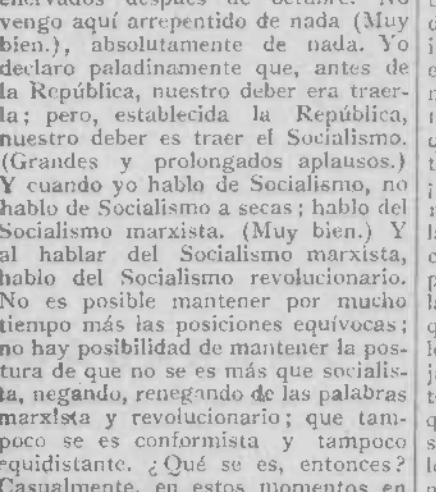 enervados después de octubre. No
vengo aquí arrepentido de nada (Muy
bien.), absolutamente de nada. Yo
declaro paladinamente que, antes de
la República, nuestro deber era traer-
la; pero, establecida la República,
nuestro deber es traer el Socialismo.
(Grandes y prolongados aplausos.)
Y cuando yo hablo de Socialismo, no
hablo de Socialismo a secas; hablo del
Socialismo marxista. (Muy bien.) Y
al hablar del Socialismo marxista,
hablo del Socialismo revolucionario.
No es posible mantener por mucho
tiempo más las posiciones equívocas;
no hay posibilidad de mantener la pos-
tura de que no se es más que socialis-
ta, negando, renegando de las palabras
marxista y revolucionario; que tam-
poco se es conformista y tampoco
equidistante. ¿Qué se es, entonces?
Casualmente, en estos momentos en